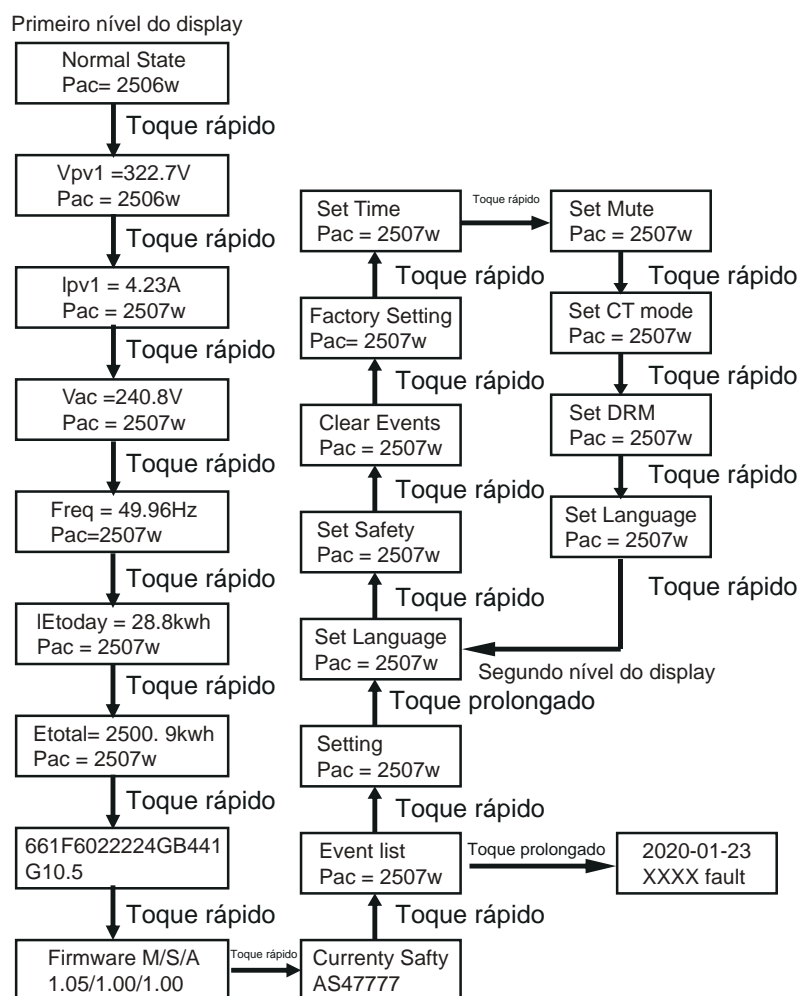 Primeiro nível do display
Normal State
Pac= 2506w
Toque rápido
Vpv1 =322.7V
Pac = 2506w
Toque rápido
Ipv1 = 4.23A
Pac = 2507w
Toque rápido
Vac =240.8V
Pac = 2507w
Toque rápido
Freq = 49.96Hz
Pac=2507w
Toque rápido
lEtoday = 28.8kwh
Pac = 2507w
Toque rápido
Etotal= 2500. 9kwh
Pac = 2507w
Toque rápido
661F6022224GB441
G10.5
Toque rápido
Firmware M/S/A
1.05/1.00/1.00
Toque rápido
Currenty Safty
AS47777
Toque rápido
Event list
Pac = 2507w
Toque prolongado
2020-01-23
XXXX fault
Toque rápido
Setting
Pac = 2507w
Toque prolongado
Set Language
Pac = 2507w
Segundo nível do display
Toque rápido
Set Safety
Pac = 2507w
Toque rápido
Clear Events
Pac = 2507w
Toque rápido
Factory Setting
Pac= 2507w
Toque rápido
Set Time
Pac = 2507w
Toque rápido
Set Mute
Pac = 2507w
Toque rápido
Set CT mode
Pac = 2507w
Toque rápido
Set DRM
Pac = 2507w
Toque rápido
Set Language
Pac = 2507w
Toque rápido